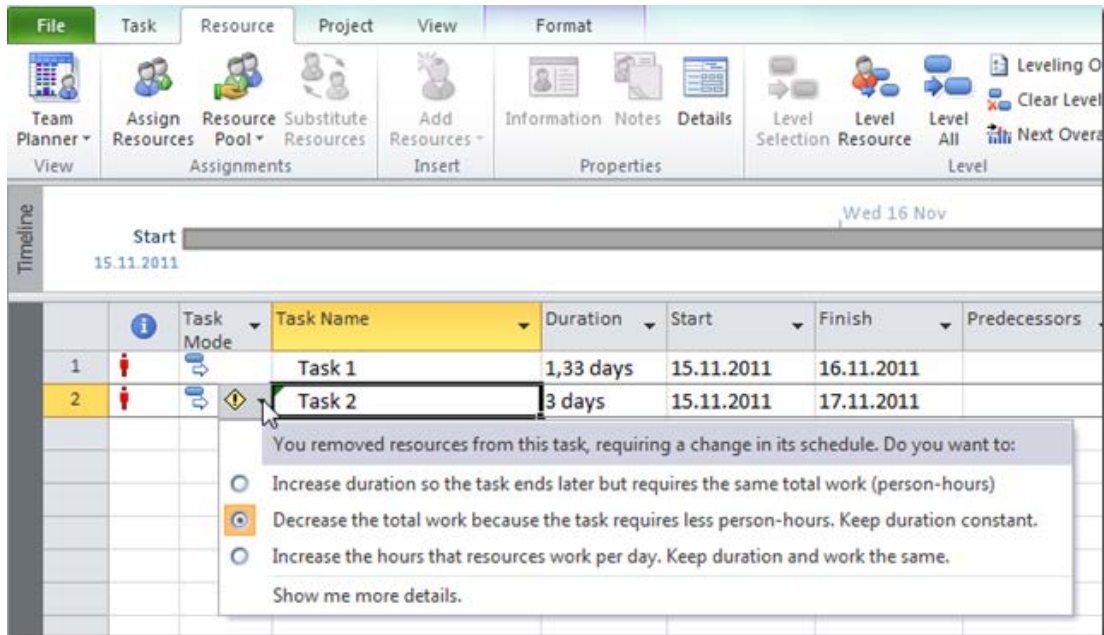 File Task Resource Project View Format
Team Planner
Assign Resources
Resource Pool
Substitute Resources
Add Resources
Information
Notes
Details
Level Selection
Level Resource
Level All
Leveling O
Clear Level
Next Overa
View Assignments Insert Properties Level
Timeline
Wed 16 Nov
Start
15.11.2011
Task Mode Task Name Duration Start Finish Predecessors
1 Task 1 1,33 days 15.11.2011 16.11.2011
2 Task 2 3 days 15.11.2011 17.11.2011
You removed resources from this task, requiring a change in its schedule. Do you want to:
Increase duration so the task ends later but requires the same total work (person-hours)
Decrease the total work because the task requires less person-hours. Keep duration constant.
Increase the hours that resources work per day. Keep duration and work the same.
Show me more details.